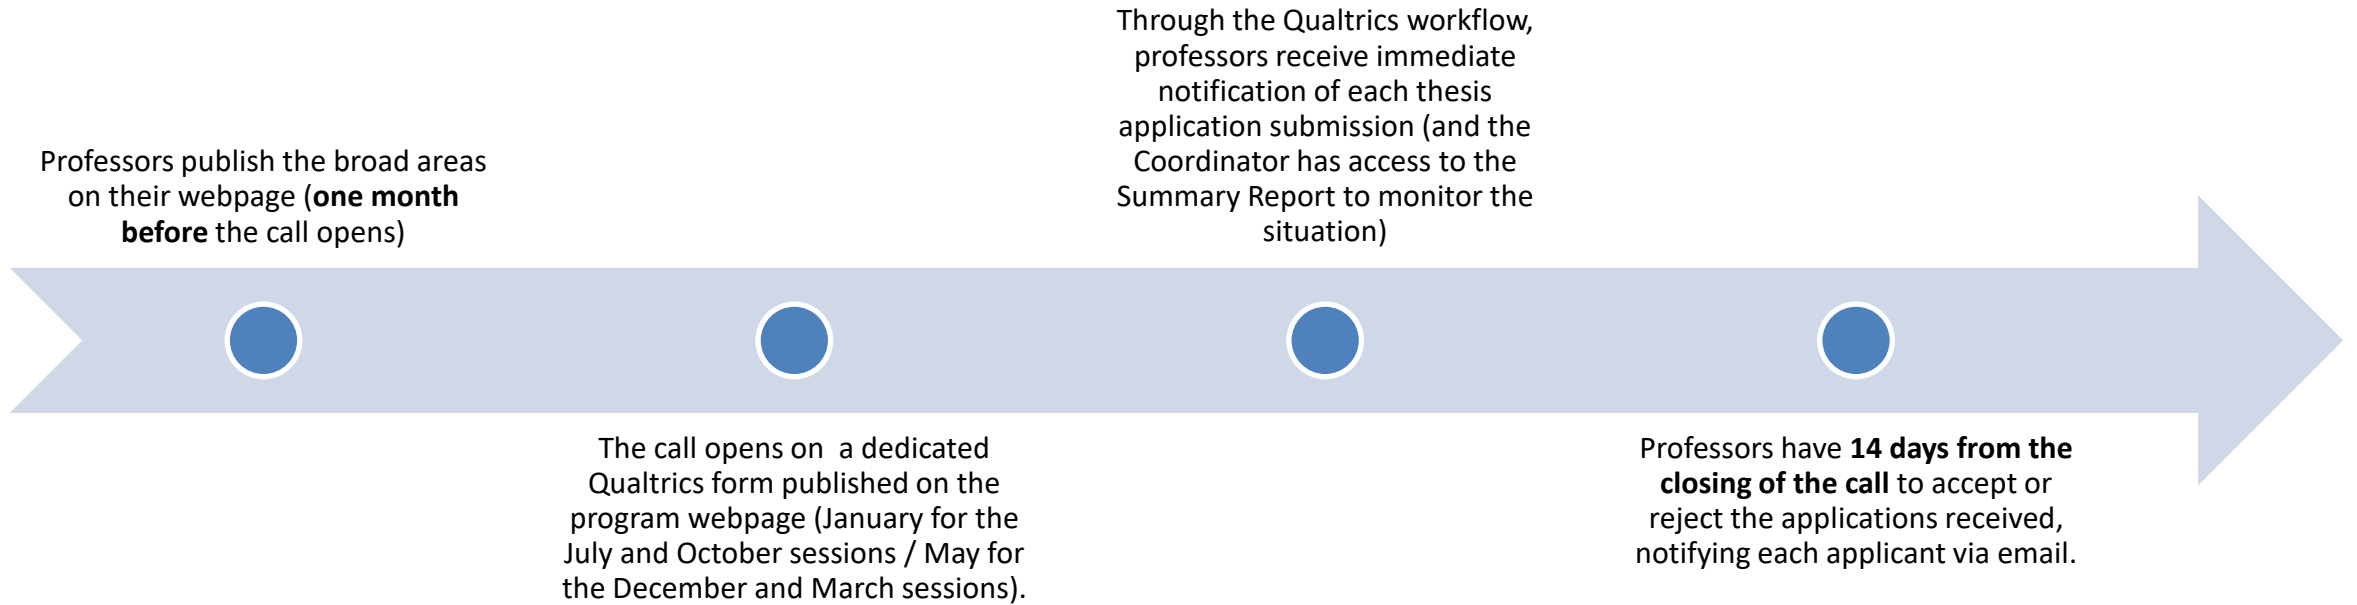 Professors publish the broad areas
on their webpage (one month
before the call opens)
The call opens on  a dedicated
Qualtrics form published on the
program webpage (January for the
July and October sessions / May for
the December and March sessions).
Through the Qualtrics workflow,
professors receive immediate
notification of each thesis
application submission (and the
Coordinator has access to the
Summary Report to monitor the
situation)
Professors have 14 days from the
closing of the call to accept or
reject the applications received,
notifying each applicant via email.